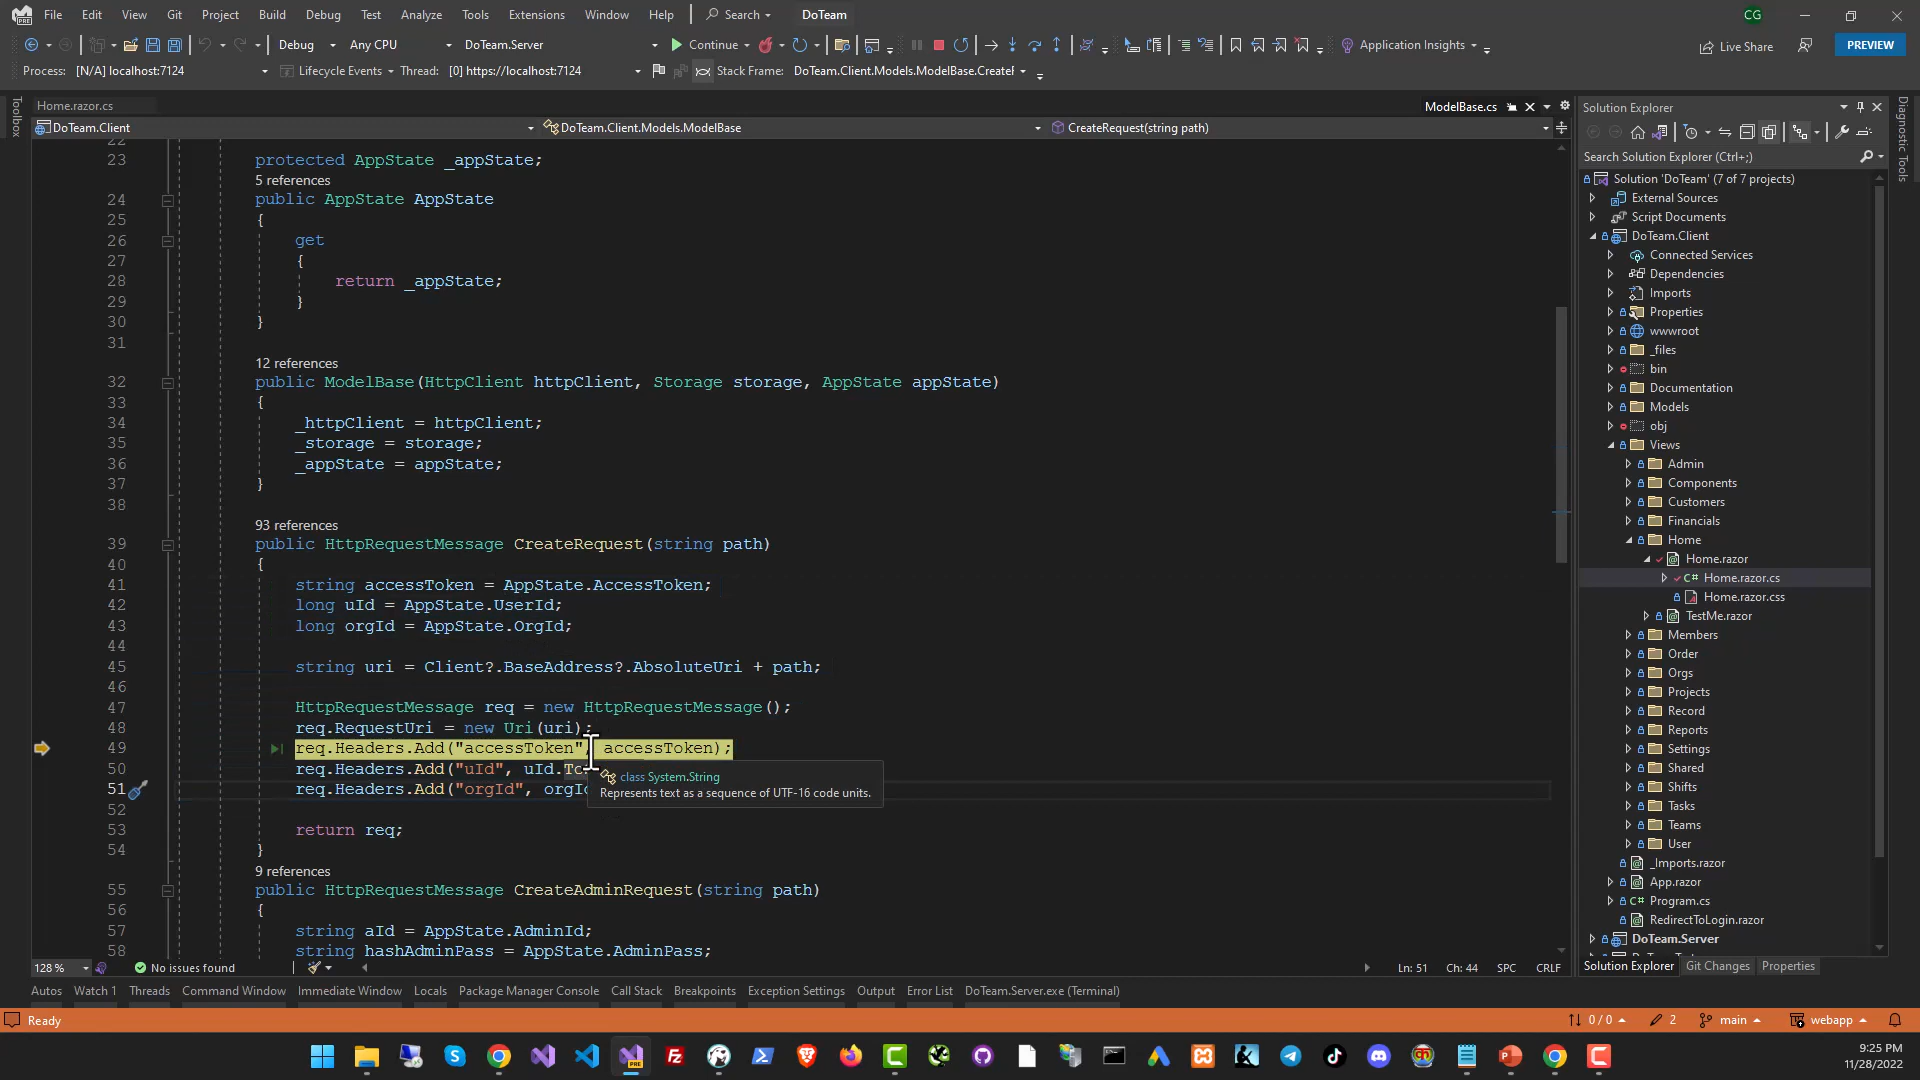 File Edit View Git Project Build Debug Test Analyze Tools Extensions Window Help Search DoTeam CG
Debug Any CPU DoTeam.Server Continue Application Insights Live Share PREVIEW
Process: [N/A] localhost:7124 Lifecycle Events Thread: [0] https://localhost:7124 Stack Frame: DoTeam.Client.Models.ModelBase.CreateF
Toolbox
Home.razor.cs ModelBase.cs
DoTeam.Client DoTeam.Client.Models.ModelBase CreateRequest(string path)
22
23 protected AppState _appState;
5 references
24 public AppState AppState
25 {
26 get
27 {
28 return _appState;
29 }
30 }
31
12 references
32 public ModelBase(HttpClient httpClient, Storage storage, AppState appState)
33 {
34 _httpClient = httpClient;
35 _storage = storage;
36 _appState = appState;
37 }
38
93 references
39 public HttpRequestMessage CreateRequest(string path)
40 {
41 string accessToken = AppState.AccessToken;
42 long uId = AppState.UserId;
43 long orgId = AppState.OrgId;
44
45 string uri = Client?.BaseAddress?.AbsoluteUri + path;
46
47 HttpRequestMessage req = new HttpRequestMessage();
48 req.RequestUri = new Uri(uri);
49 req.Headers.Add("accessToken", accessToken);
50 req.Headers.Add("uId", uId.To
51 req.Headers.Add("orgId", orgId
class System.String
Represents text as a sequence of UTF-16 code units.
52
53 return req;
54 }
9 references
55 public HttpRequestMessage CreateAdminRequest(string path)
56 {
57 string aId = AppState.AdminId;
58 string hashAdminPass = AppState.AdminPass;
128 % No issues found Ln: 51 Ch: 44 SPC CRLF
Solution Explorer
Search Solution Explorer (Ctrl+;)
Solution 'DoTeam' (7 of 7 projects)
External Sources
Script Documents
DoTeam.Client
Connected Services
Dependencies
Imports
Properties
wwwroot
_files
bin
Documentation
Models
obj
Views
Admin
Components
Customers
Financials
Home
Home.razor
Home.razor.cs
Home.razor.css
TestMe.razor
Members
Order
Orgs
Projects
Record
Reports
Settings
Shared
Shifts
Tasks
Teams
User
_Imports.razor
App.razor
Program.cs
RedirectToLogin.razor
DoTeam.Server
Solution Explorer Git Changes Properties
Diagnostic Tools
Autos Watch 1 Threads Command Window Immediate Window Locals Package Manager Console Call Stack Breakpoints Exception Settings Output Error List DoTeam.Server.exe (Terminal)
Ready 0 / 0 2 main webapp
9:25 PM
11/28/2022